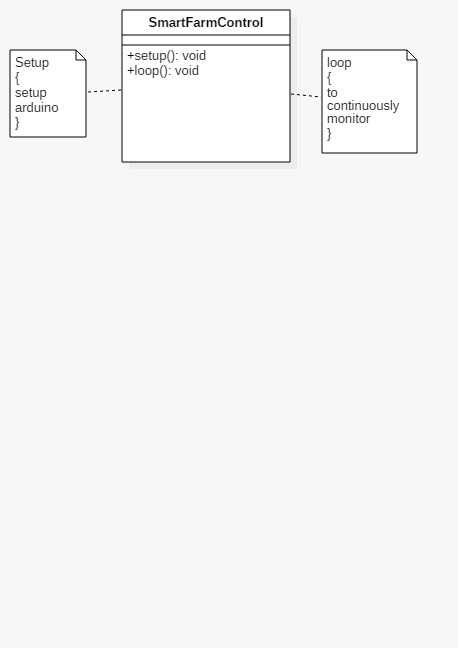 SmartFarmControl
+setup(): void
+loop(): void
Setup
{
setup
arduino
}
loop
{
to
continuously
monitor
}